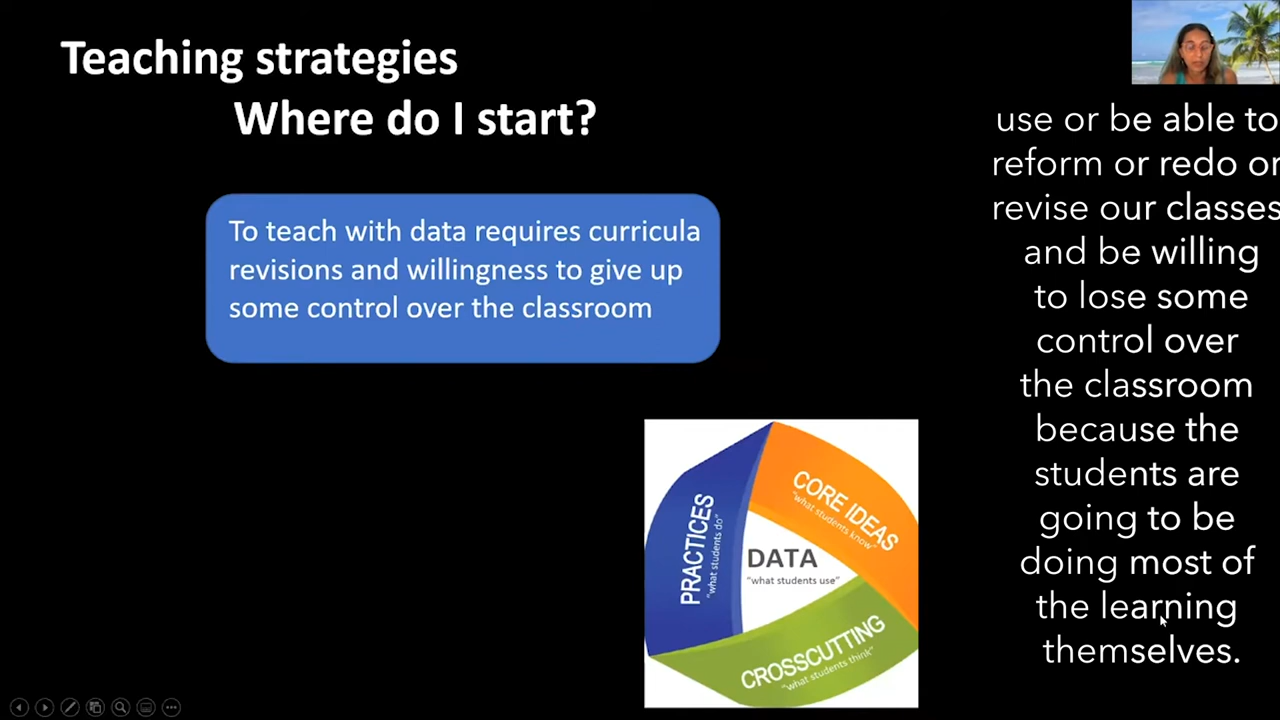 Teaching strategies
Where do I start?
To teach with data requires curricula
revisions and willingness to give up
some control over the classroom
PRACTICES
"what students do"
CORE IDEAS
"what students know"
DATA
"what students use"
CROSSCUTTING
"what students think"
use or be able to
reform or redo or
revise our classes
and be willing
to lose some
control over
the classroom
because the
students are
going to be
doing most of
the learning
themselves.